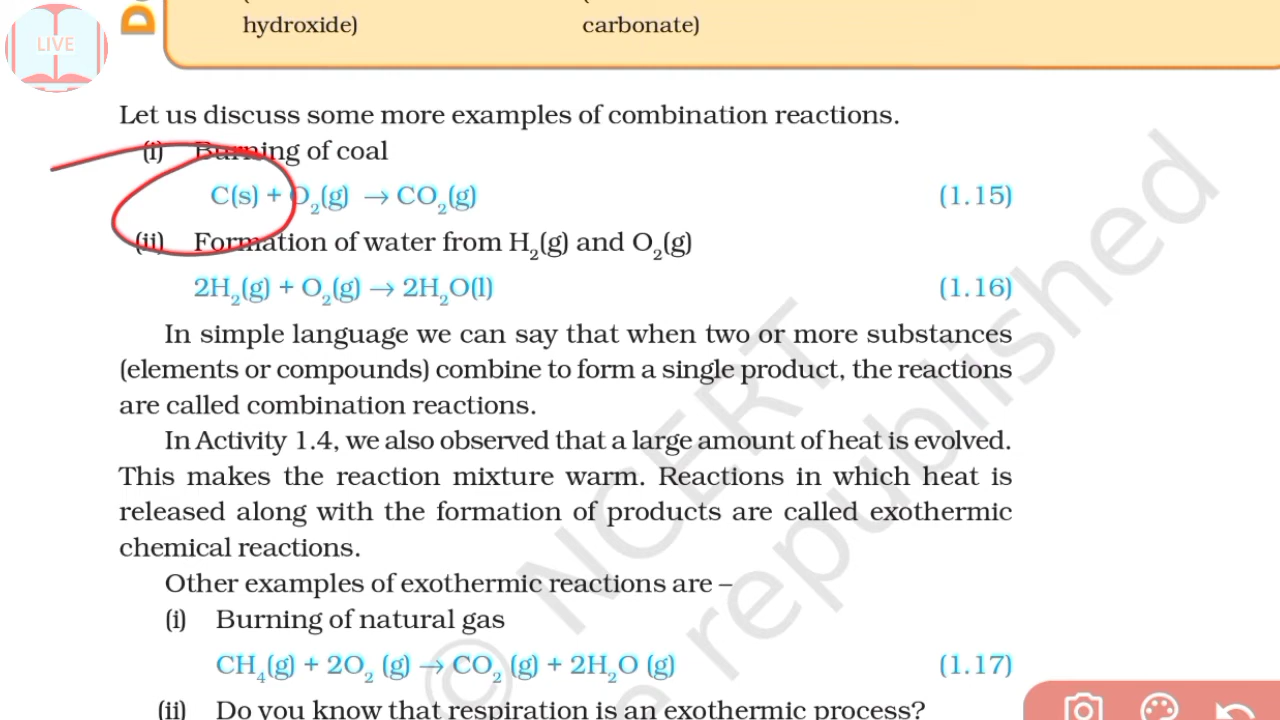 LIVE
hydroxide) carbonate)
Let us discuss some more examples of combination reactions.
(i) Burning of coal
C(s) + O₂(g) → CO₂(g) (1.15)
(ii) Formation of water from H₂(g) and O₂(g)
2H₂(g) + O₂(g) → 2H₂O(l) (1.16)
In simple language we can say that when two or more substances
(elements or compounds) combine to form a single product, the reactions
are called combination reactions.
In Activity 1.4, we also observed that a large amount of heat is evolved.
This makes the reaction mixture warm. Reactions in which heat is
released along with the formation of products are called exothermic
chemical reactions.
Other examples of exothermic reactions are –
(i) Burning of natural gas
CH₄(g) + 2O₂ (g) → CO₂ (g) + 2H₂O (g) (1.17)
(ii) Do you know that respiration is an exothermic process?
© NCERT
republished